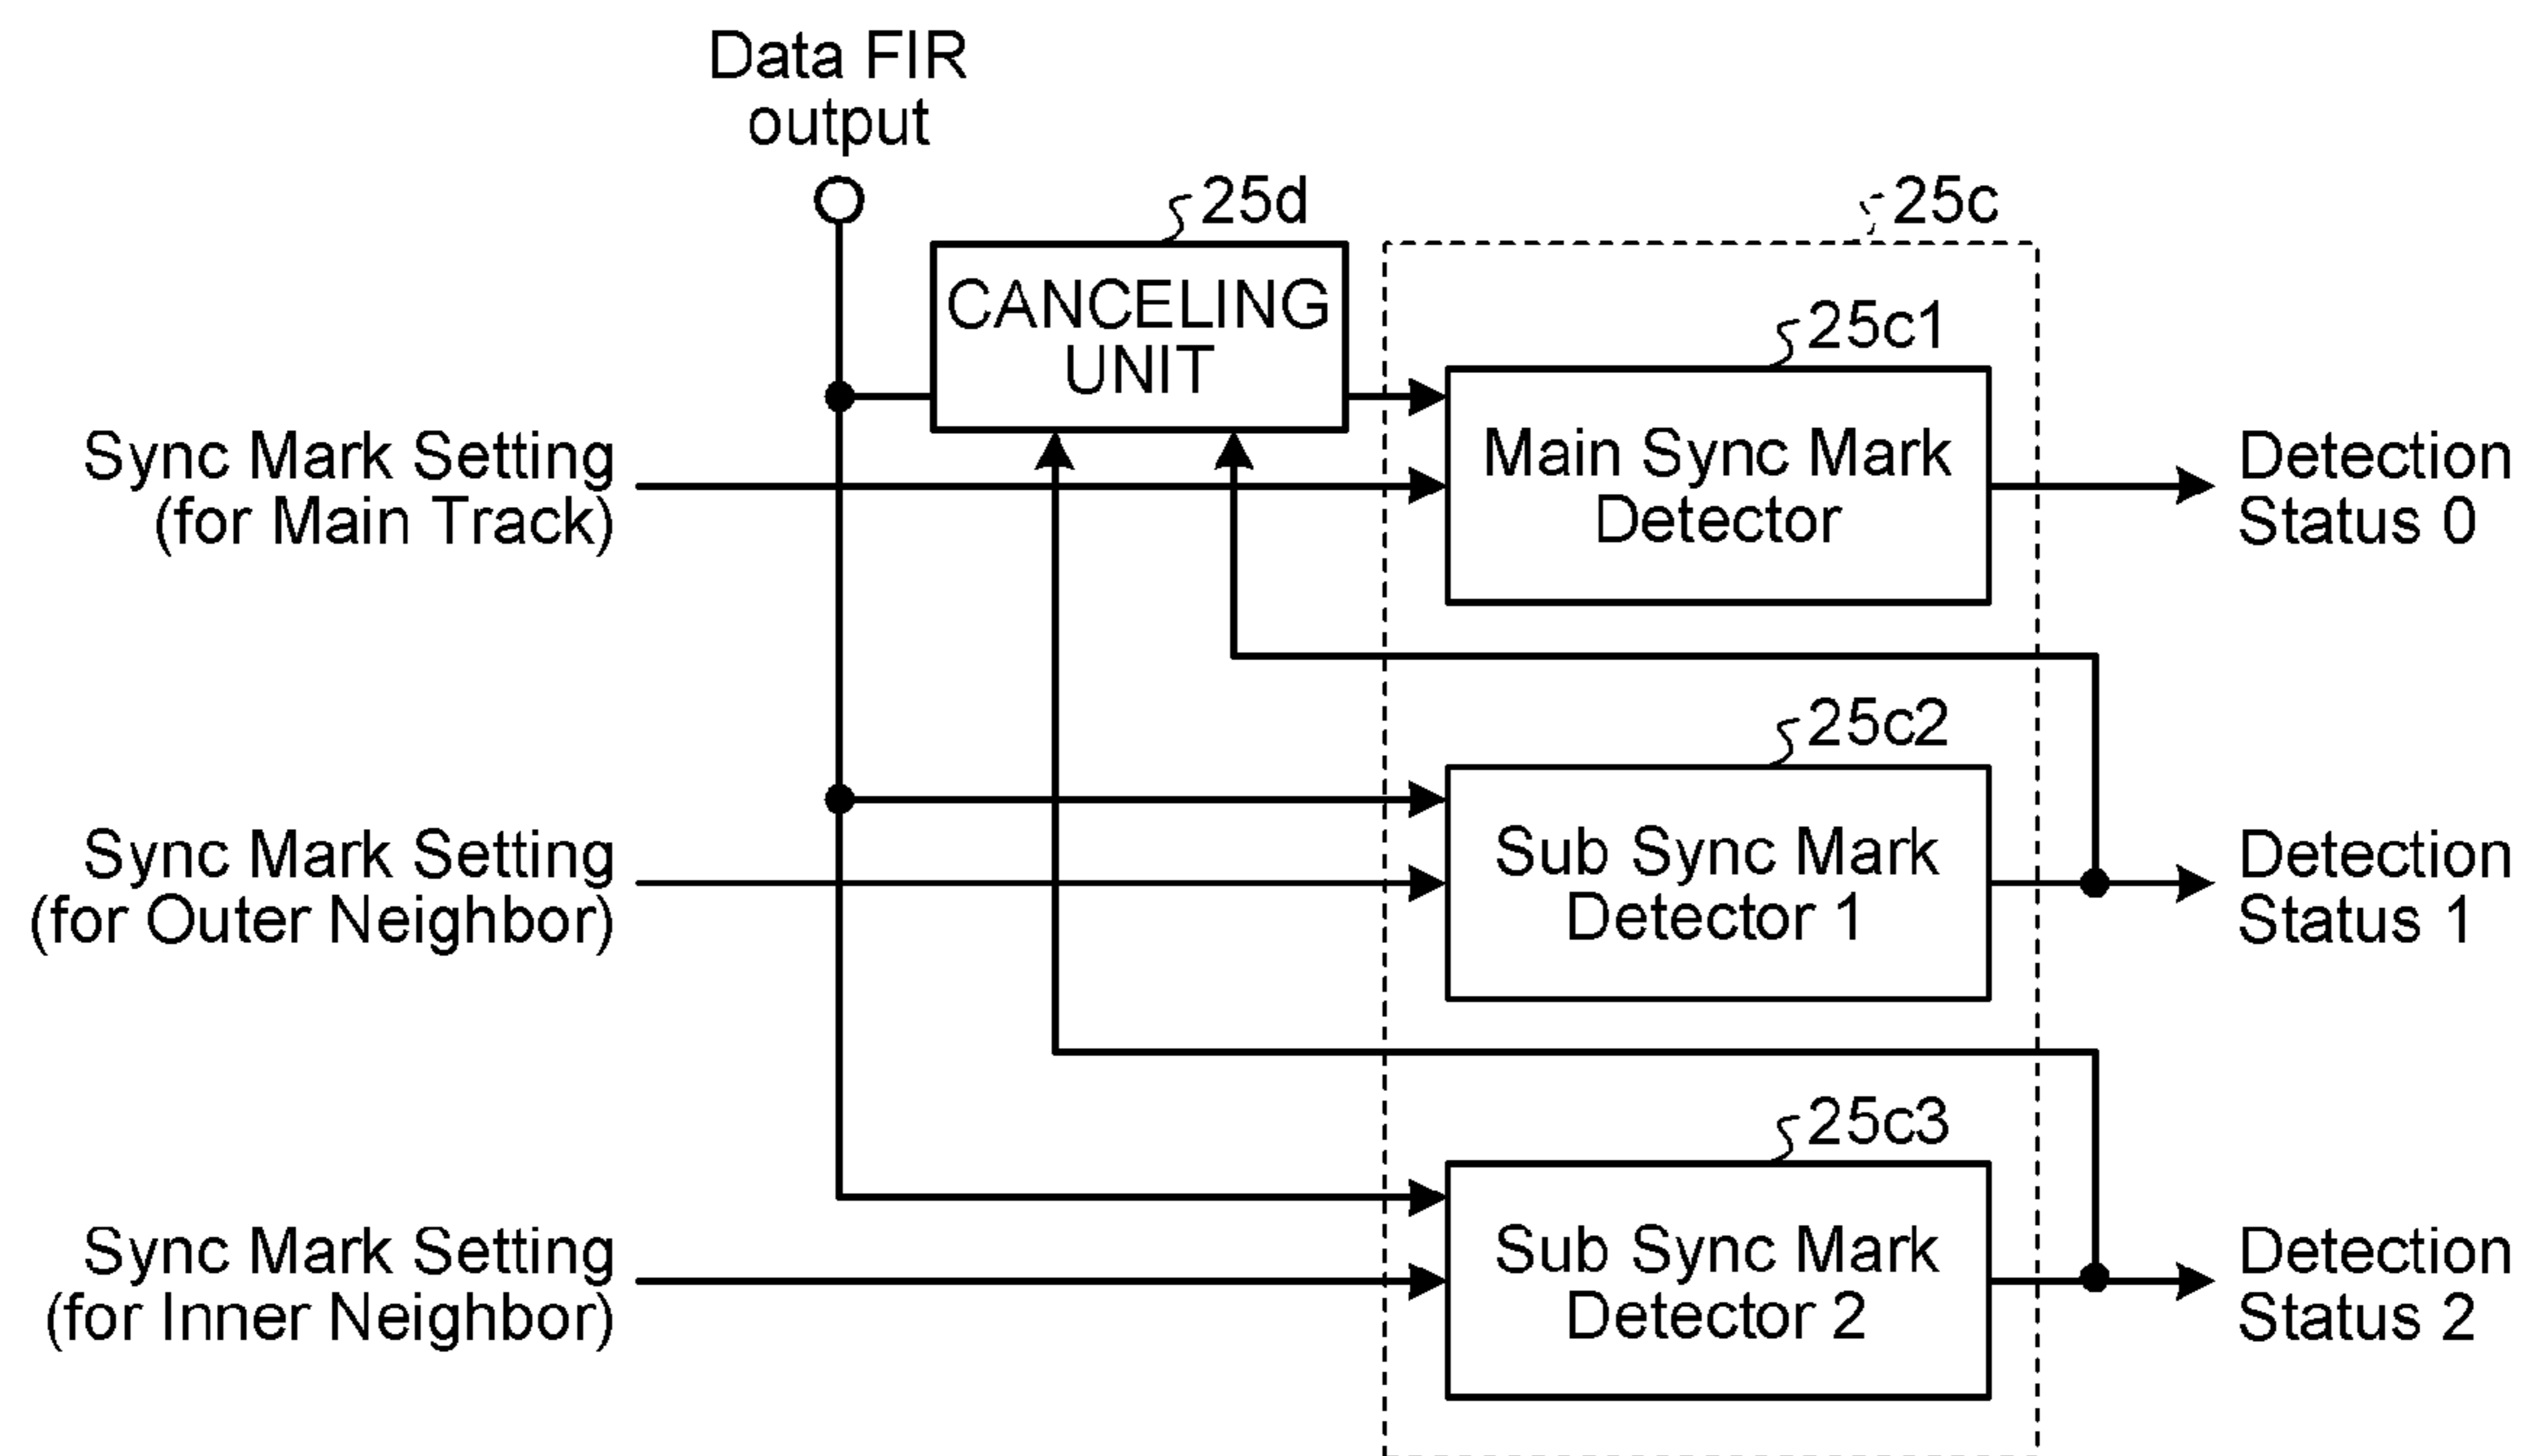 Data FIR
output
25d
25c
CANCELING
UNIT
25c1
Sync Mark Setting
(for Main Track)
Main Sync Mark
Detector
Detection
Status 0
25c2
Sync Mark Setting
(for Outer Neighbor)
Sub Sync Mark
Detector 1
Detection
Status 1
25c3
Sync Mark Setting
(for Inner Neighbor)
Sub Sync Mark
Detector 2
Detection
Status 2